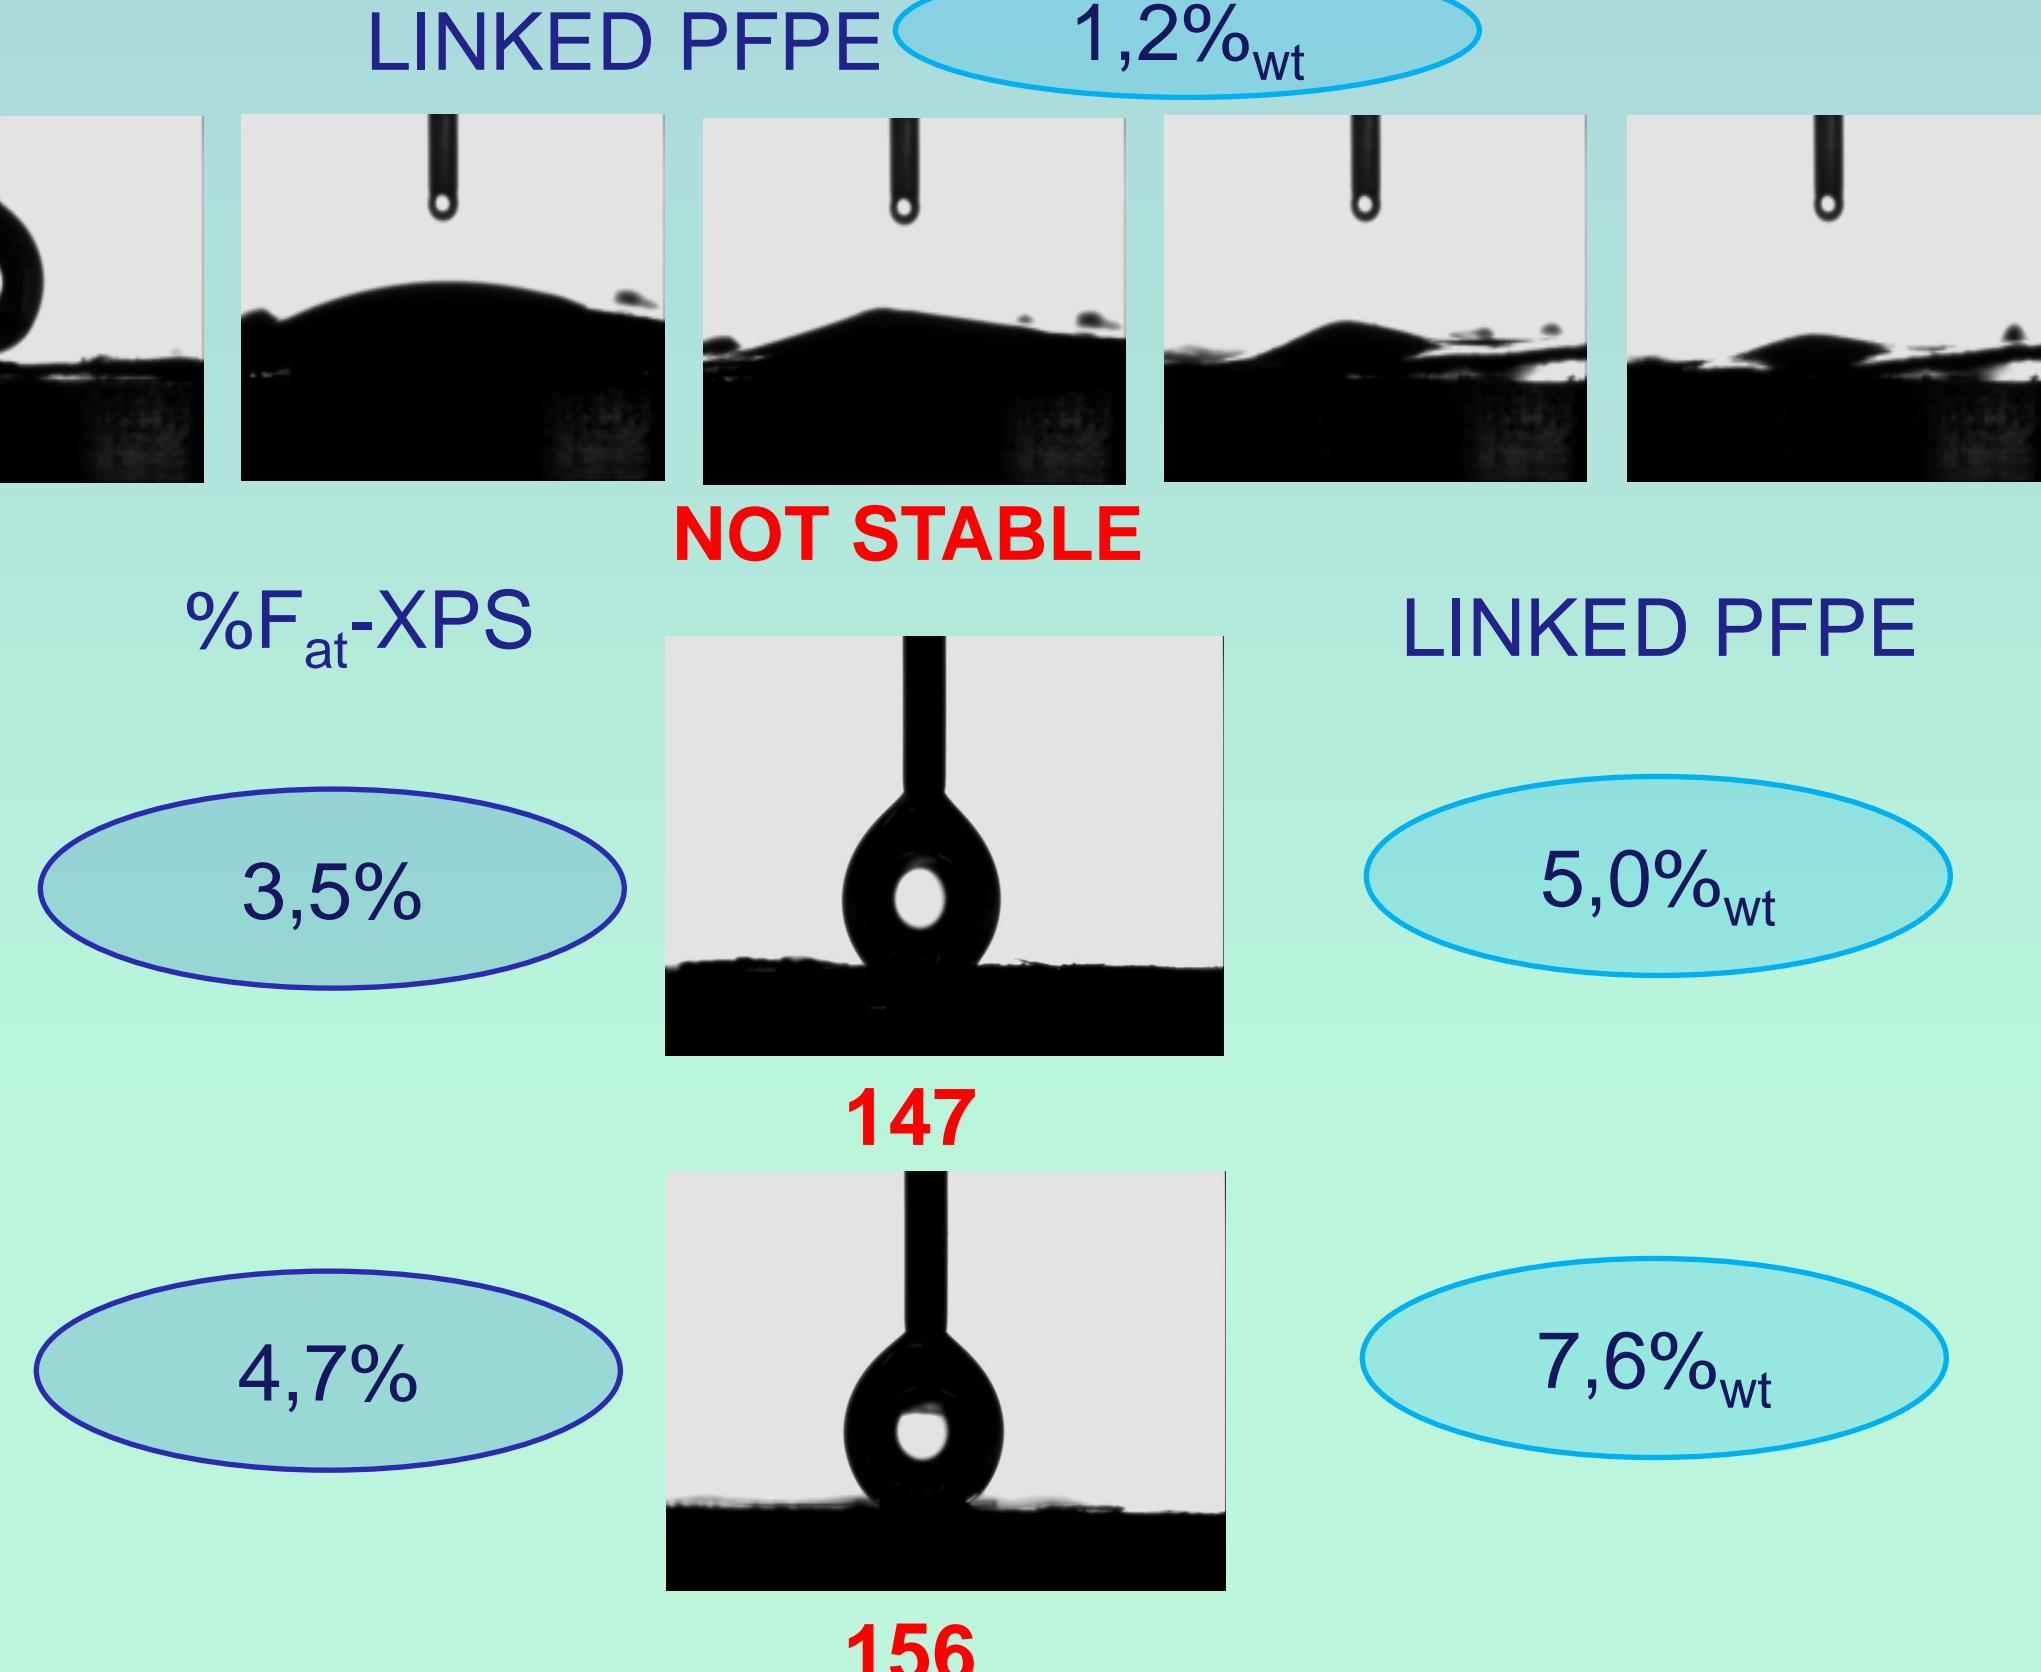 LINKED PFPE 1,2%wt
NOT STABLE
%Fat-XPS
LINKED PFPE
3,5%
5,0%wt
147
4,7%
7,6%wt
156